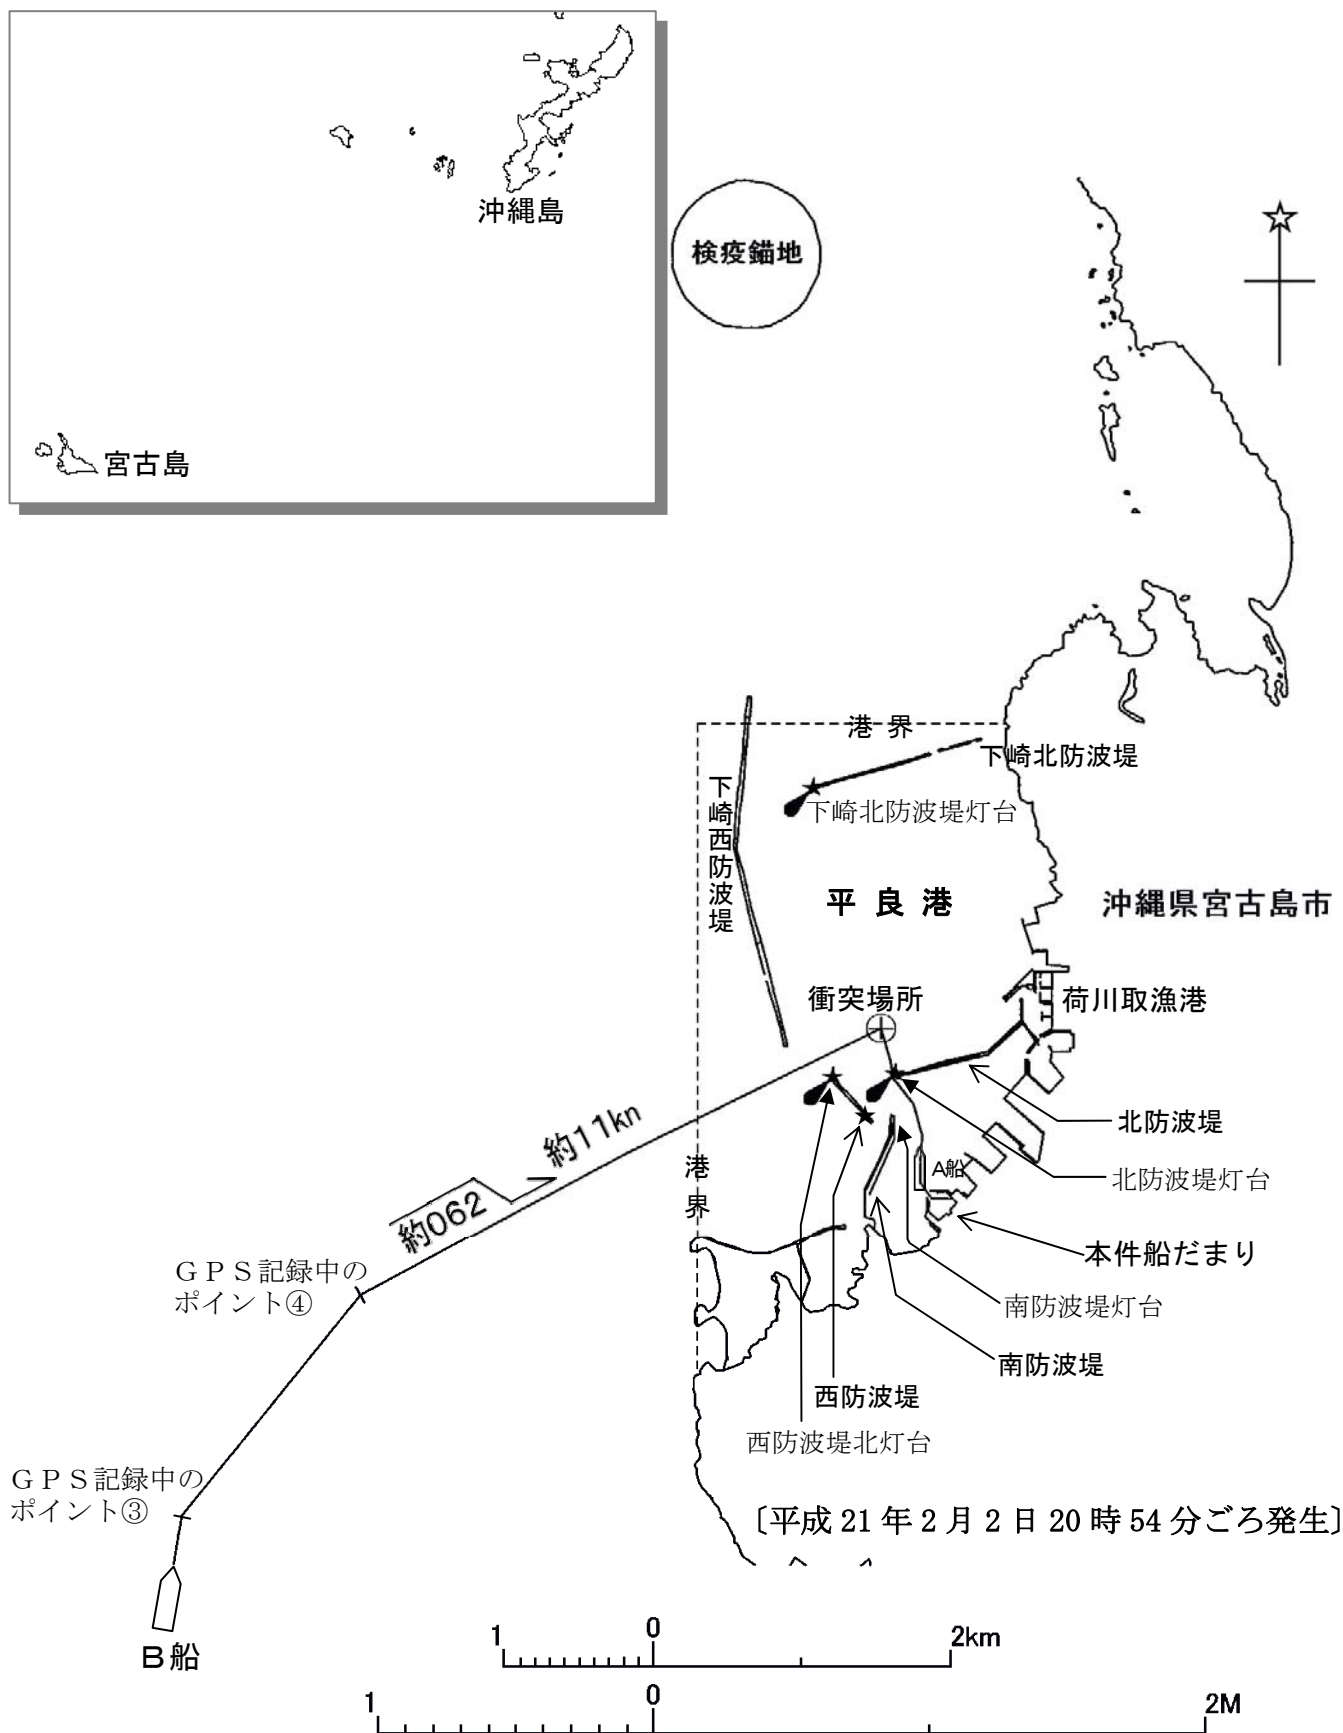 沖縄島
検疫錨地
宮古島
港 界
下崎北防波堤
下崎西防波堤
下崎北防波堤灯台
平 良 港
沖縄県宮古島市
衝突場所
荷川取漁港
約11kn
北防波堤
A船
港界
北防波堤灯台
約062
本件船だまり
GPS記録中の
ポイント④
南防波堤灯台
南防波堤
西防波堤
西防波堤北灯台
GPS記録中の
ポイント③
〔平成 21 年 2 月 2 日 20 時 54 分ごろ発生〕
B船
1 0 2km
1 0 2M